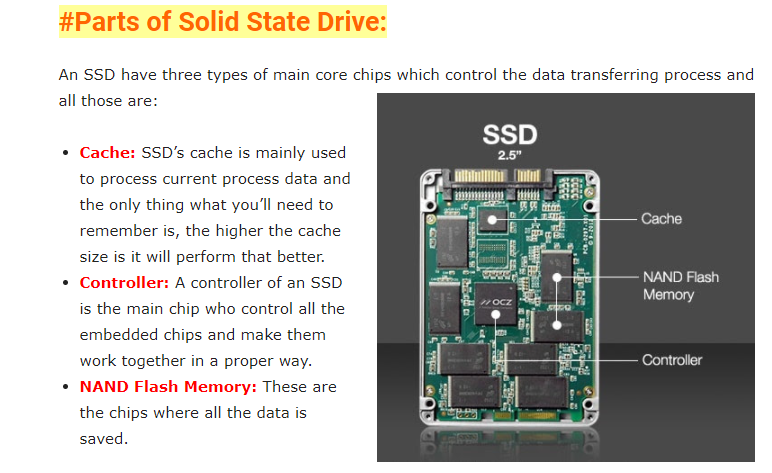 #Parts of Solid State Drive:
An SSD have three types of main core chips which control the data transferring process and
all those are:
• Cache: SSD’s cache is mainly used
to process current process data and
the only thing what you’ll need to
remember is, the higher the cache
size is it will perform that better.
• Controller: A controller of an SSD
is the main chip who control all the
embedded chips and make them
work together in a proper way.
• NAND Flash Memory: These are
the chips where all the data is
saved.
SSD
2.5”
Cache
NAND Flash
Memory
OCZ
Controller